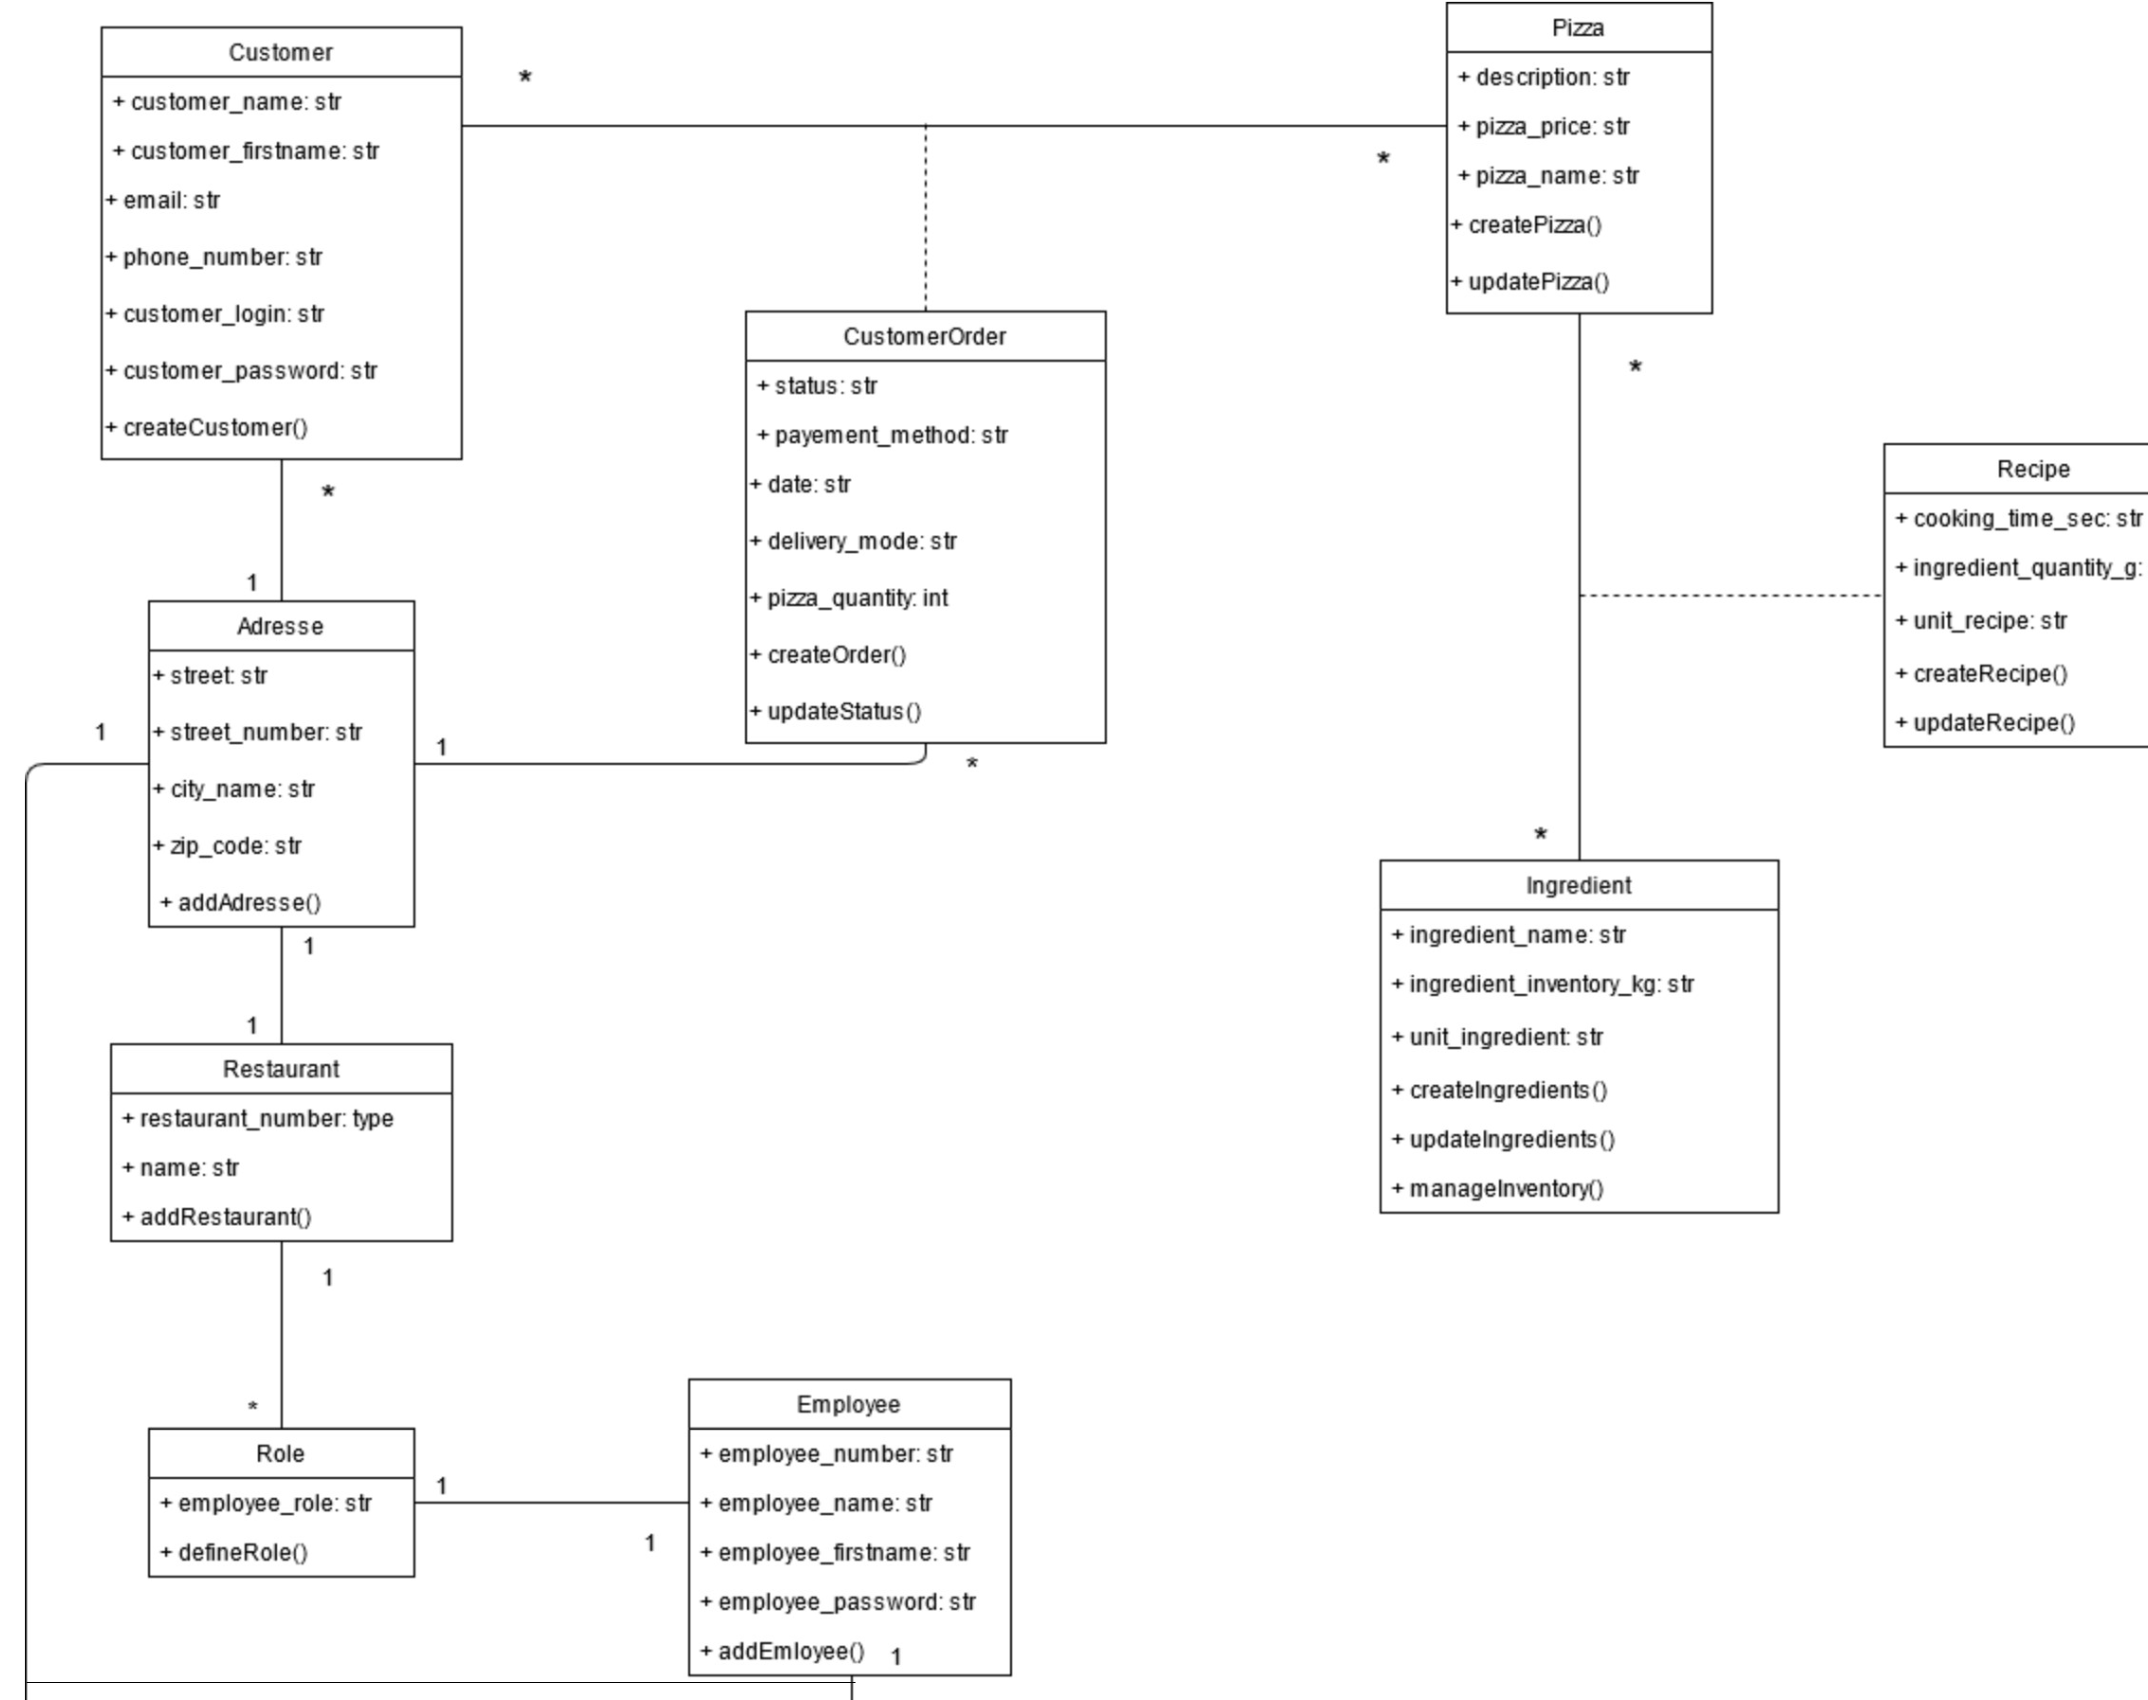 Customer
+ customer_name: str
+ customer_firstname: str
+ email: str
+ phone_number: str
+ customer_login: str
+ customer_password: str
+ createCustomer()
*
*
Pizza
+ description: str
+ pizza_price: str
+ pizza_name: str
+ createPizza()
+ updatePizza()
CustomerOrder
+ status: str
+ payement_method: str
+ date: str
+ delivery_mode: str
+ pizza_quantity: int
+ createOrder()
+ updateStatus()
*
*
Recipe
+ cooking_time_sec: str
+ ingredient_quantity_g:
+ unit_recipe: str
+ createRecipe()
+ updateRecipe()
*
1
Adresse
+ street: str
+ street_number: str
+ city_name: str
+ zip_code: str
+ addAdresse()
1
1
*
Ingredient
+ ingredient_name: str
+ ingredient_inventory_kg: str
+ unit_ingredient: str
+ createIngredients()
+ updateIngredients()
+ manageInventory()
1
1
Restaurant
+ restaurant_number: type
+ name: str
+ addRestaurant()
1
*
Role
+ employee_role: str
+ defineRole()
1
1
Employee
+ employee_number: str
+ employee_name: str
+ employee_firstname: str
+ employee_password: str
+ addEmloyee()
1